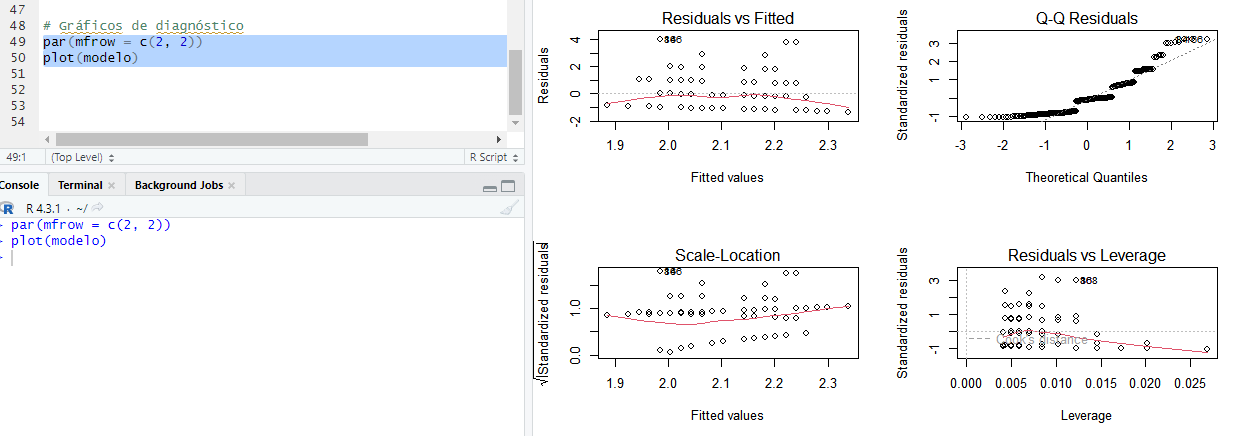 47
48 # Gráficos de diagnóstico
49 par(mfrow = c(2, 2))
50 plot(modelo)
51
52
53
54
49:1 (Top Level) R Script
Console Terminal × Background Jobs ×
R R 4.3.1 · ~/
> par(mfrow = c(2, 2))
> plot(modelo)
>
Residuals vs Fitted
Residuals
4
2
0
-2
1.9 2.0 2.1 2.2 2.3
Fitted values
Q-Q Residuals
Standardized residuals
3
1
-1
-3 -2 -1 0 1 2 3
Theoretical Quantiles
Scale-Location
√|Standardized residuals
1.0
0.0
1.9 2.0 2.1 2.2 2.3
Fitted values
Residuals vs Leverage
Standardized residuals
3
1
-1
Cook's distance
0.000 0.005 0.010 0.015 0.020 0.025
Leverage